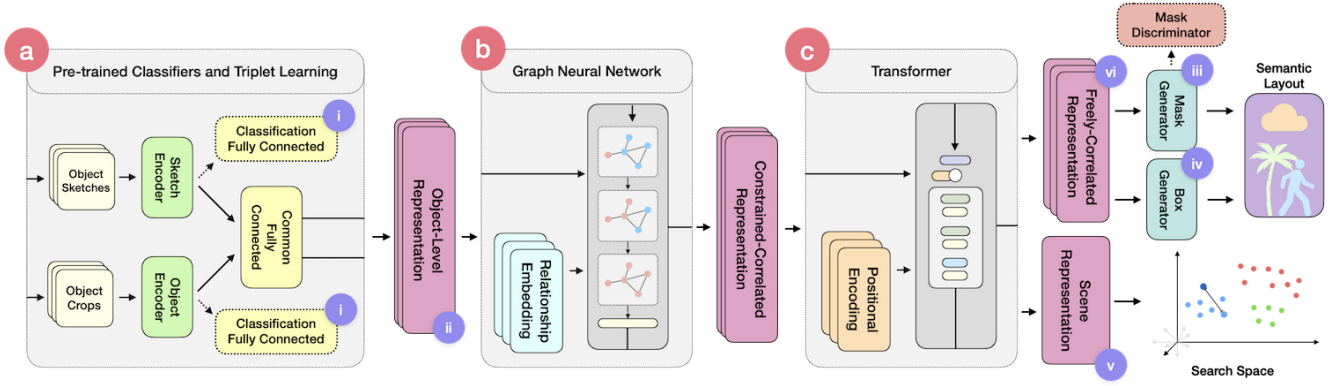 a
Pre-trained Classifiers and Triplet Learning
i
Classification
Fully Connected
Object
Sketches
Sketch
Encoder
Common
Fully
Connected
Object
Crops
Object
Encoder
i
Classification
Fully Connected
Object-Level
Representation
ii
b
Graph Neural Network
Relationship
Embedding
Constrained-Correlated
Representation
c
Transformer
Positional
Encoding
Mask
Discriminator
vi
Freely-Correlated
Representation
iii
Mask
Generator
iv
Box
Generator
Semantic
Layout
Scene
Representation
v
Search Space